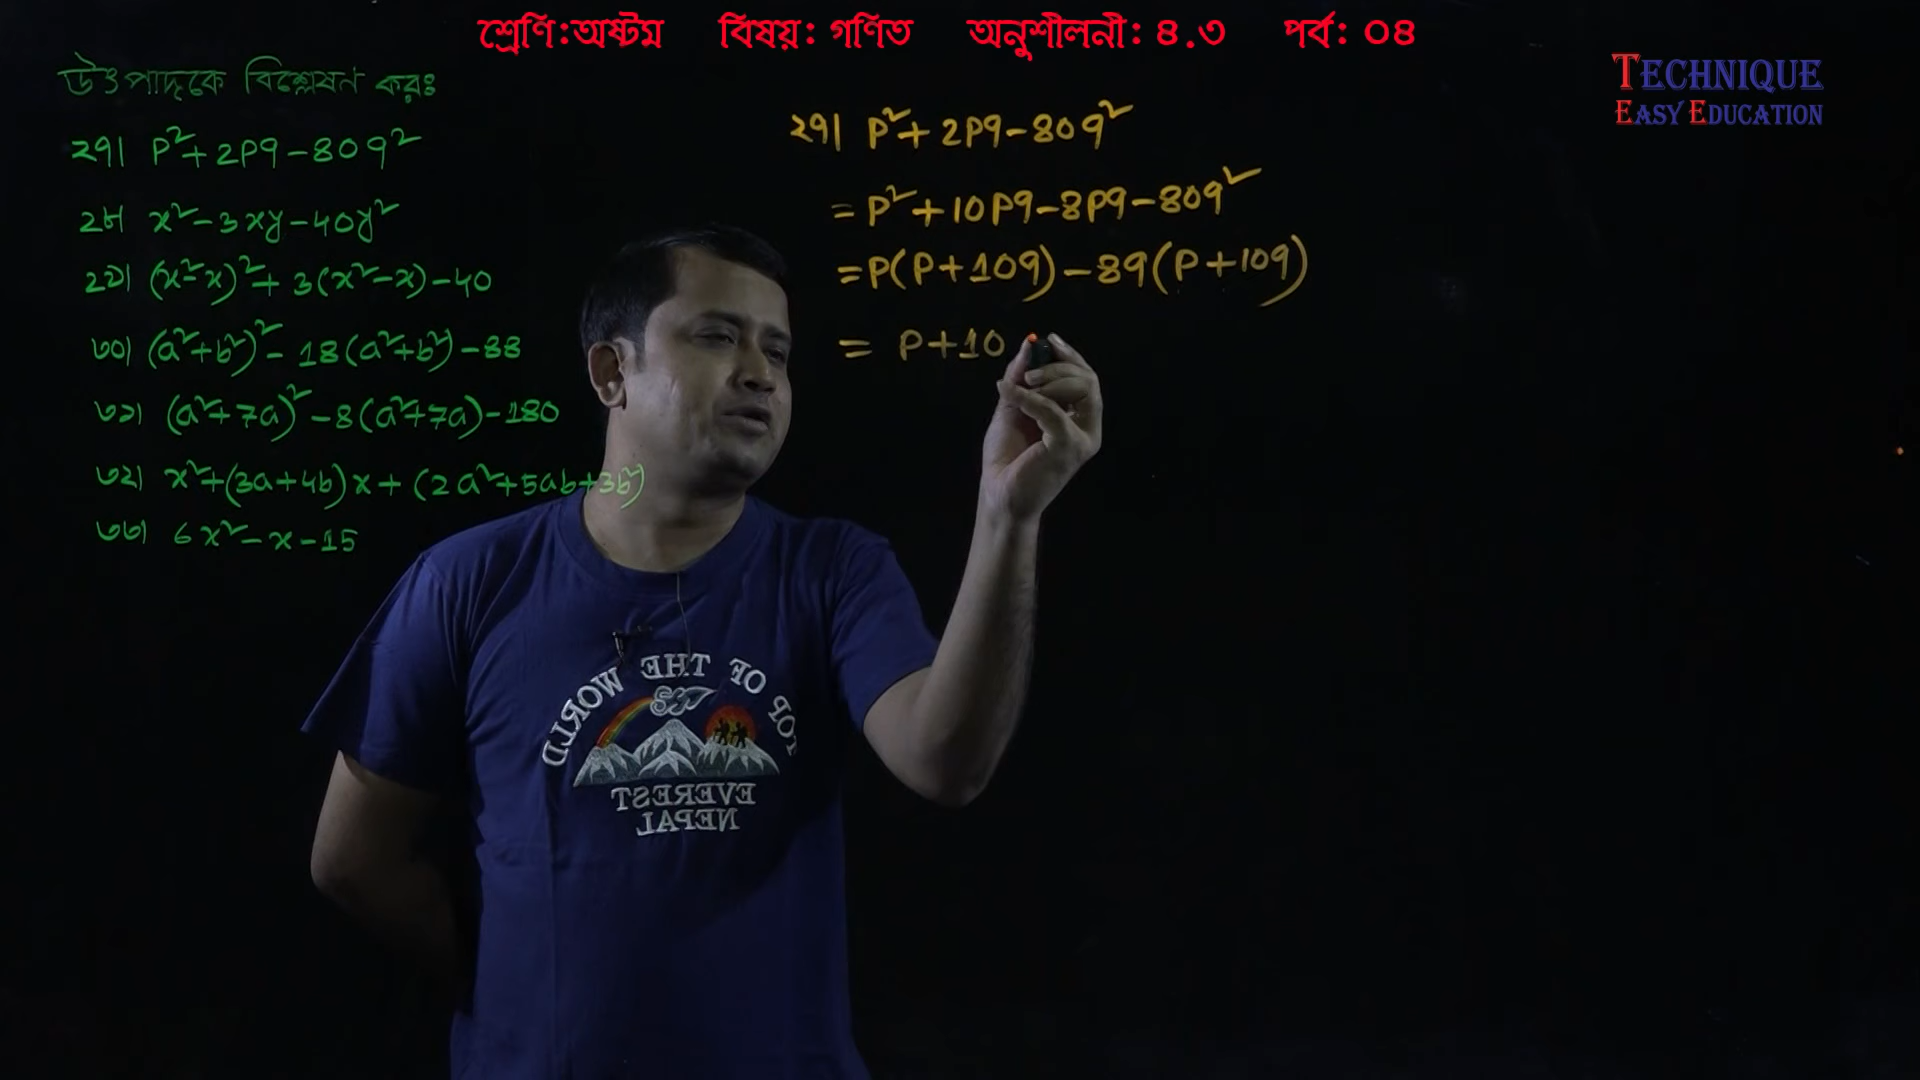 শ্রেণি:অষ্টম বিষয়: গণিত অনুশীলনী: ৪.৩ পর্ব: ০৪
TECHNIQUE
EASY EDUCATION
উৎপাদকে বিশ্লেষণ করঃ
২৭। p²+2pq-80q²
২৮। x²-3xy-40y²
২৯। (x²-x)²+3(x²-x)-40
৩০। (a²+b²)²-18(a²+b²)-88
৩১। (a²+7a)²-8(a²+7a)-180
৩২। x²+(3a+4b)x+(2a²+5ab+3b²)
৩৩। 6x²-x-15
২৭। p²+2pq-80q²
=p²+10pq-8pq-80q²
=p(p+10q)-8q(p+10q)
= p+10
TOP OF THE WORLD
EVEREST
NEPAL